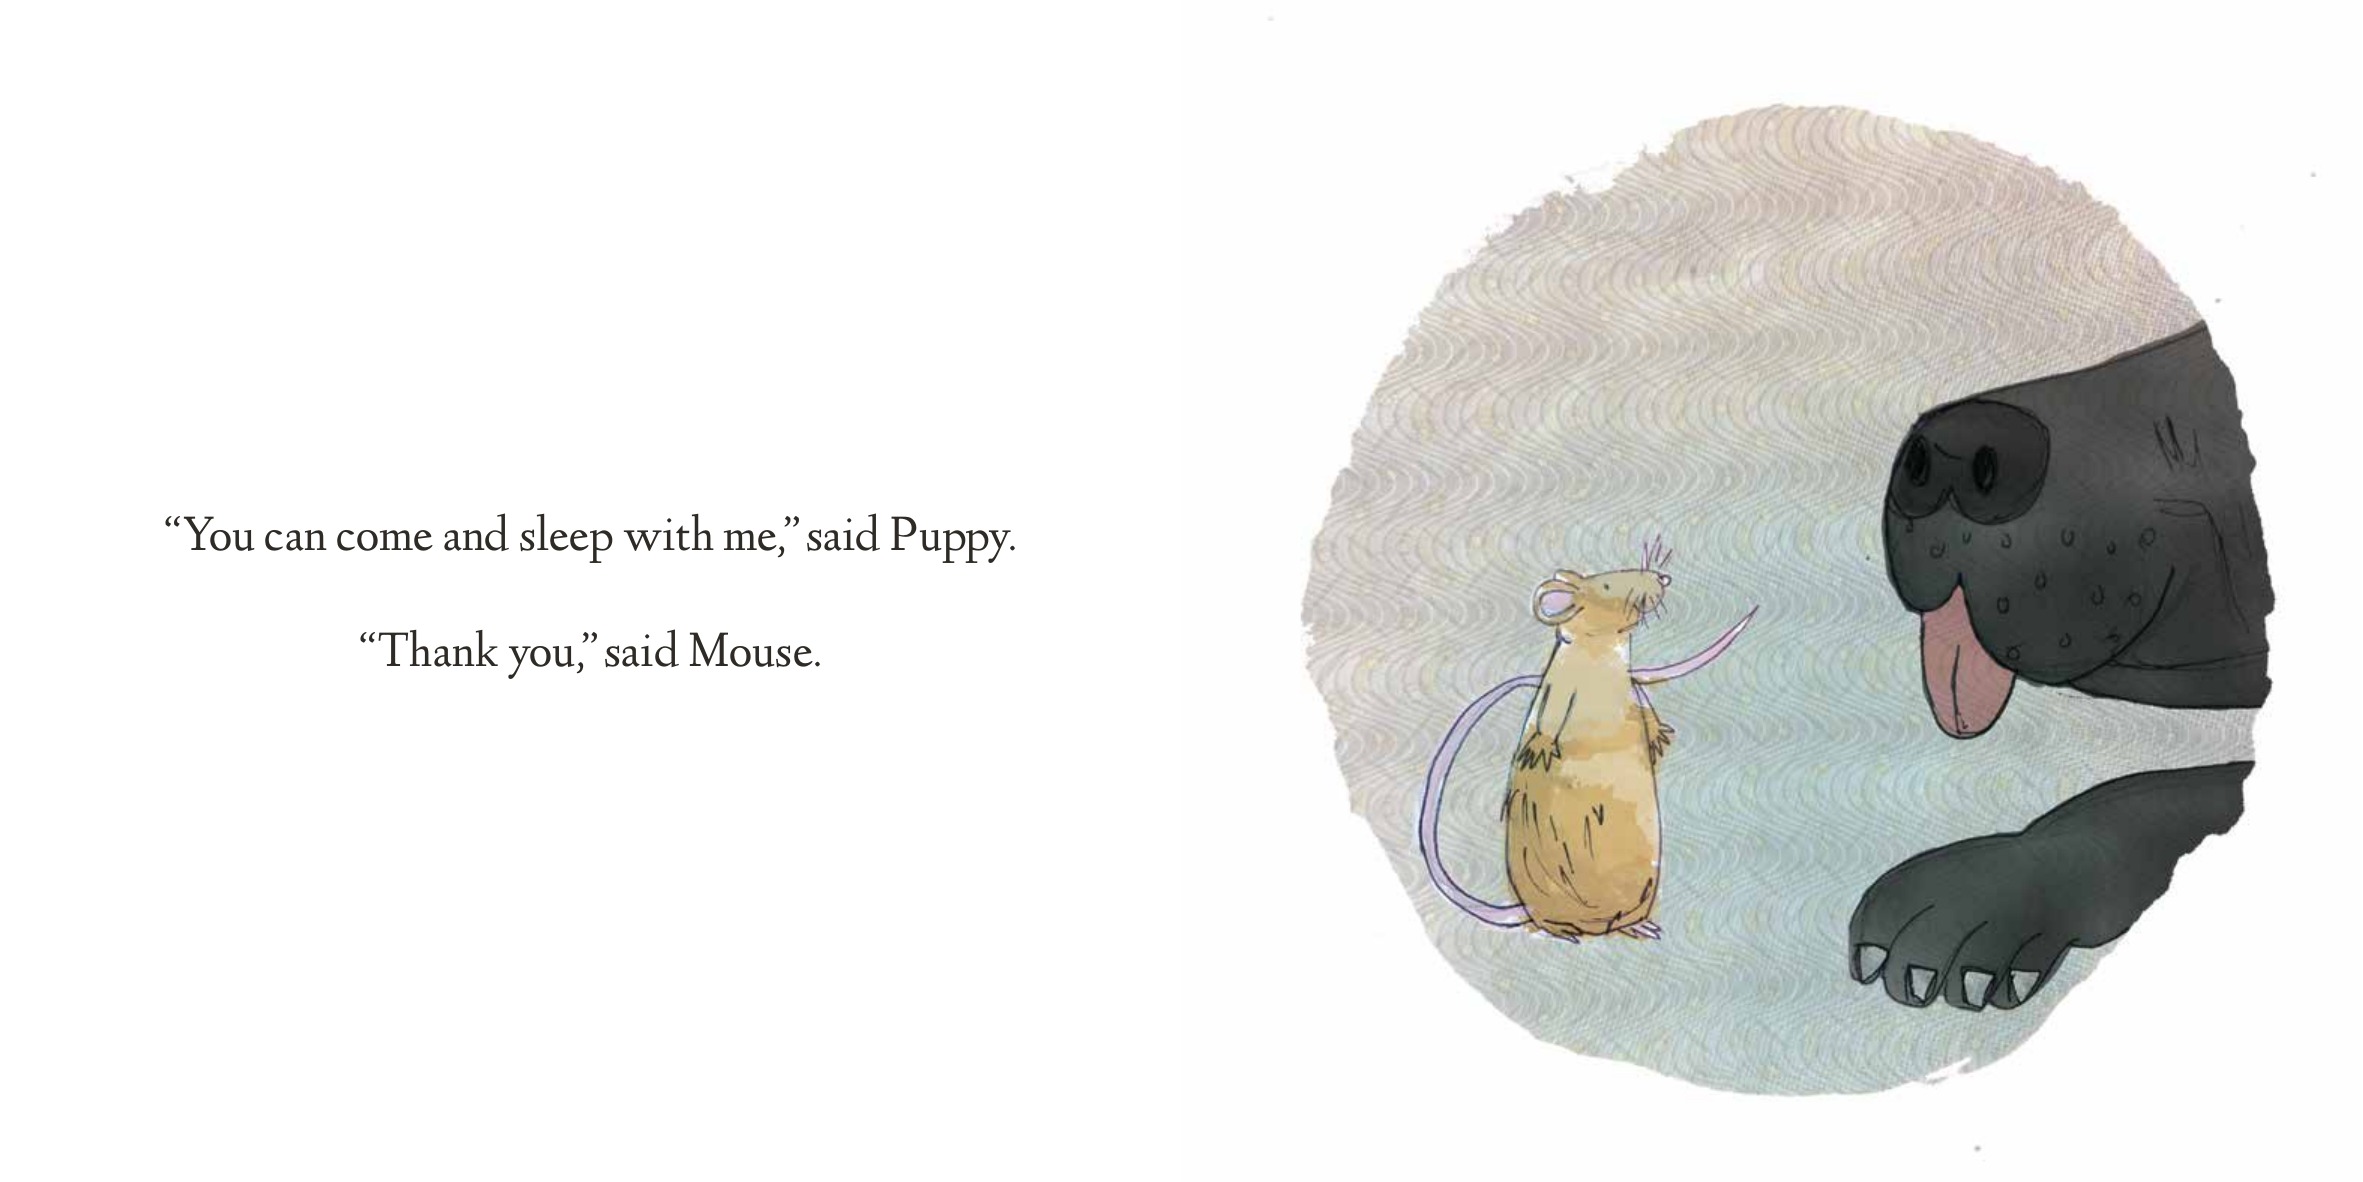 “You can come and sleep with me,” said Puppy.
“Thank you,” said Mouse.